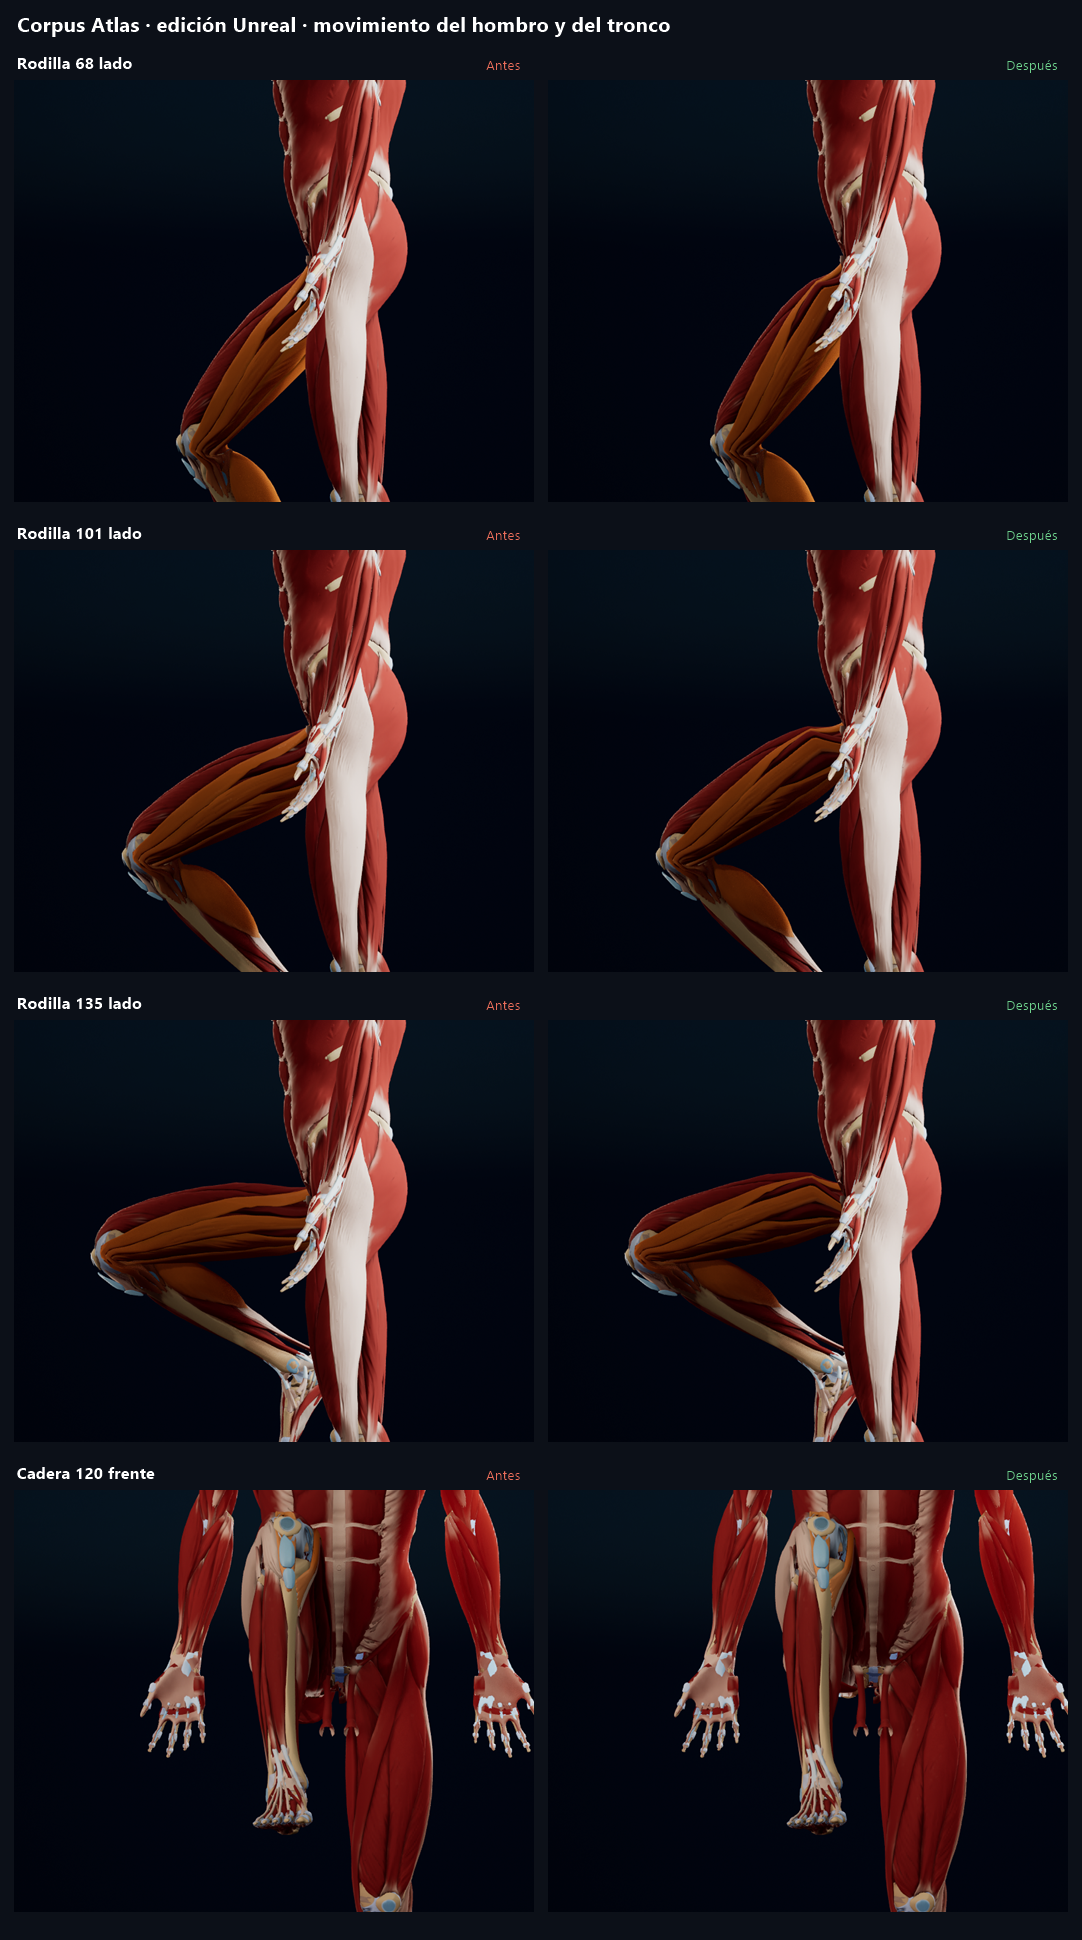 Corpus Atlas · edición Unreal · movimiento del hombro y del tronco
Rodilla 68 lado
Antes
Después
Rodilla 101 lado
Antes
Después
Rodilla 135 lado
Antes
Después
Cadera 120 frente
Antes
Después